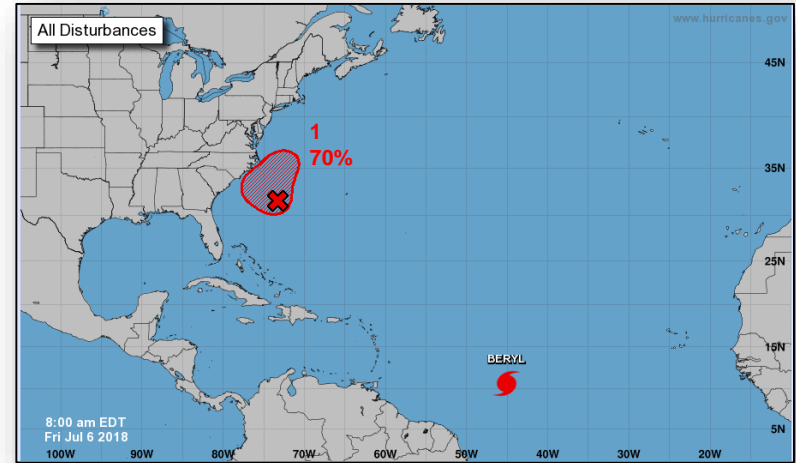 All Disturbances
www.hurricanes.gov
45N
1
70%
35N
25N
15N
BERYL
8:00 am EDT
Fri Jul 6 2018
5N
100W
90W
80W
70W
60W
50W
40W
30W
20W